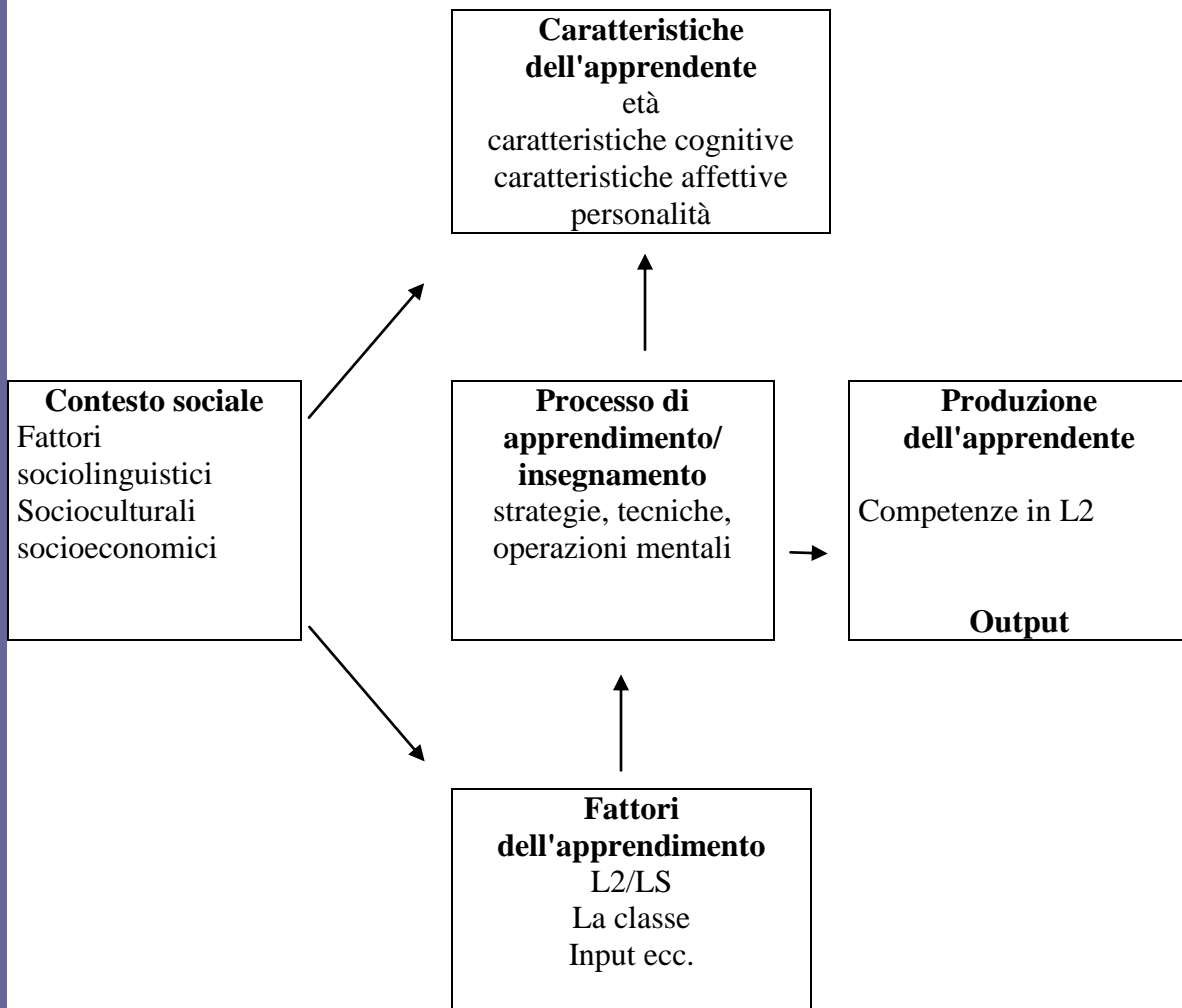 Caratteristiche
dell'apprendente
età
caratteristiche cognitive
caratteristiche affettive
personalità
Contesto sociale
Fattori
sociolinguistici
Socioculturali
socioeconomici
Processo di
apprendimento/
insegnamento
strategie, tecniche,
operazioni mentali
Produzione
dell'apprendente
Competenze in L2
Output
Fattori
dell'apprendimento
L2/LS
La classe
Input ecc.